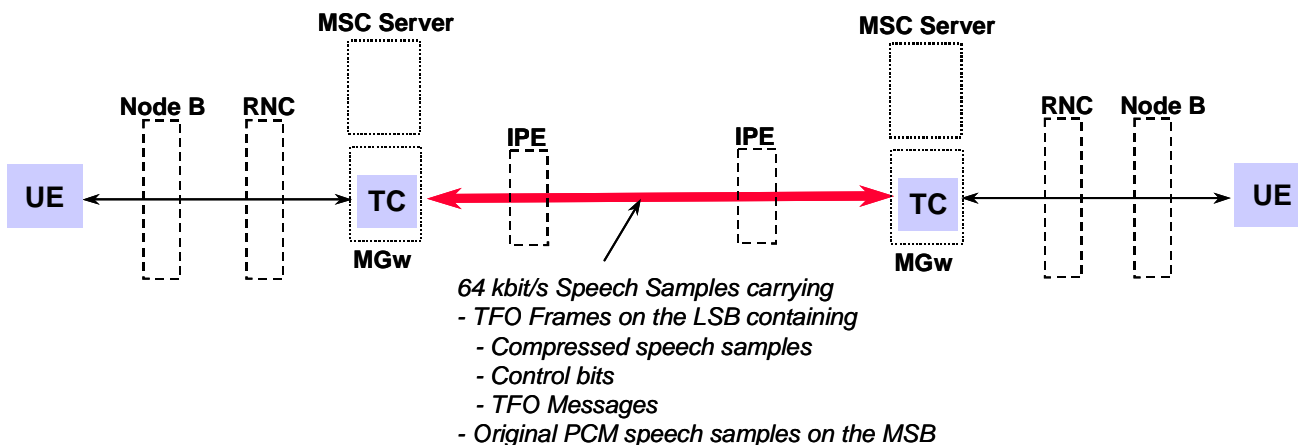 MSC Server
MSC Server
Node B
RNC
IPE
IPE
RNC
Node B
UE
TC
TC
UE
MGw
MGw
64 kbit/s Speech Samples carrying
- TFO Frames on the LSB containing
- Compressed speech samples
- Control bits
- TFO Messages
- Original PCM speech samples on the MSB